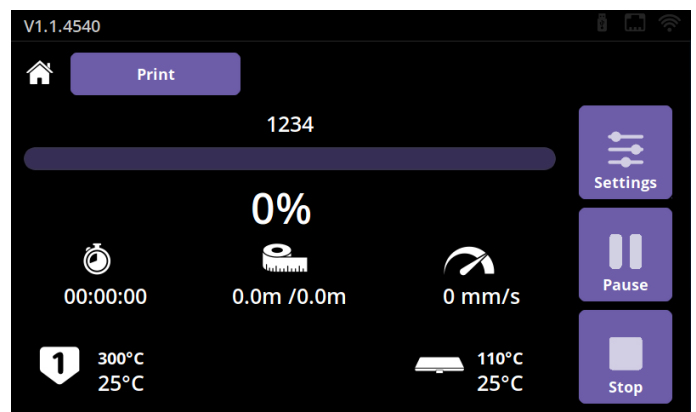 V1.1.4540
Print
1234
0%
00:00:00
0.0m /0.0m
0 mm/s
1
300°C
25°C
110°C
25°C
Settings
Pause
Stop